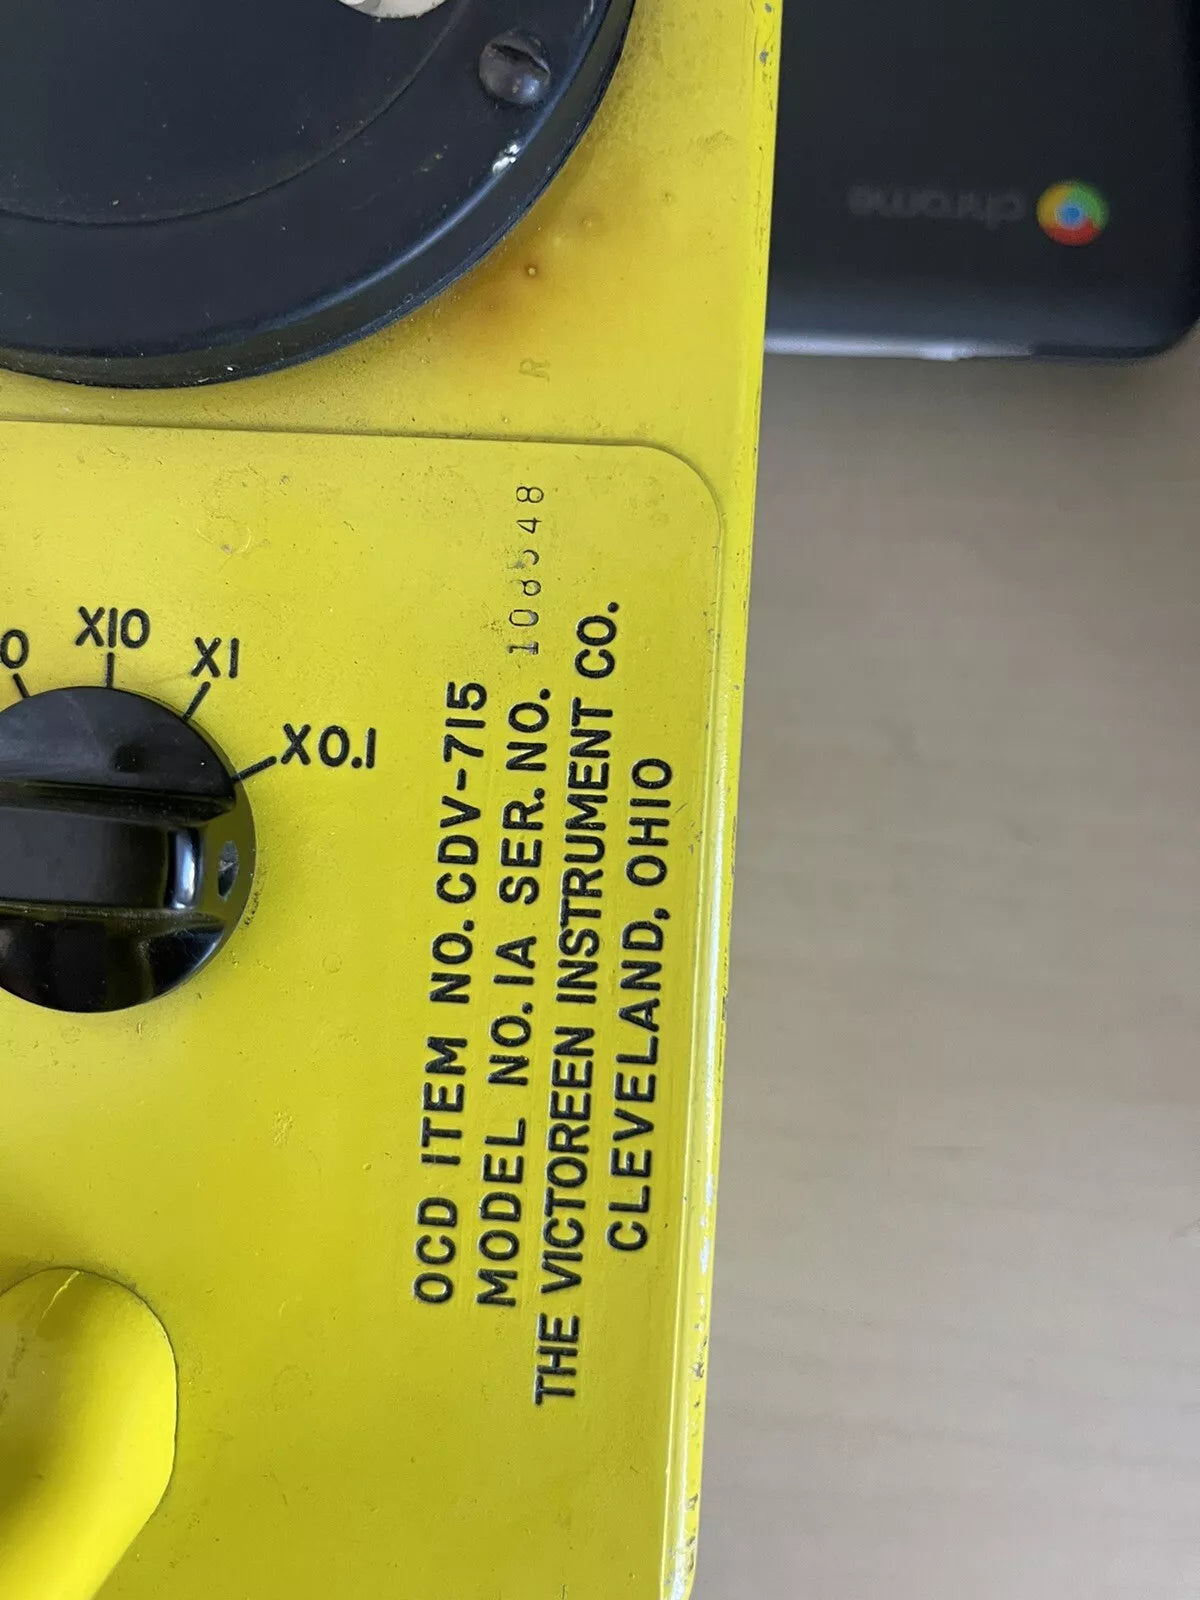 chrome
R
0
X10
X1
X0.1
OCD ITEM NO. CDV-715
MODEL NO. 1A SER. NO.
THE VICTOREEN INSTRUMENT CO.
CLEVELAND, OHIO